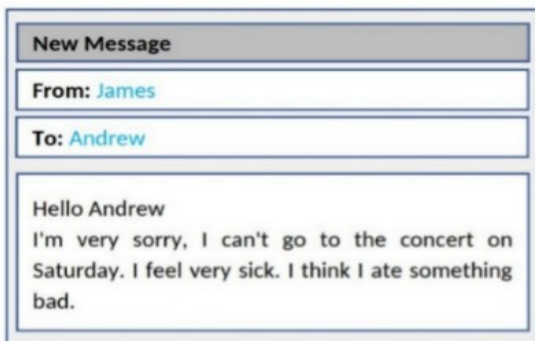 New Message
From: James
To: Andrew
Hello Andrew
I'm very sorry, I can't go to the concert on
Saturday. I feel very sick. I think I ate something
bad.